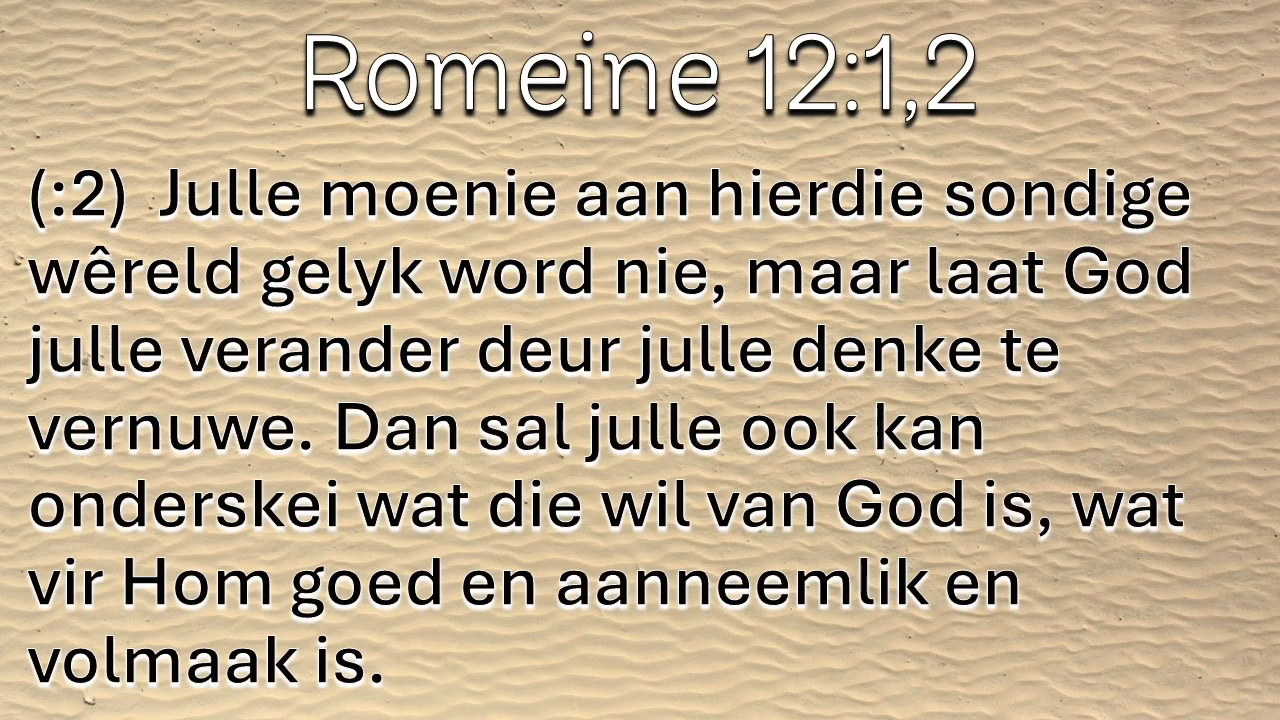 Romeine 12:1,2
(:2)  Julle moenie aan hierdie sondige
wêreld gelyk word nie, maar laat God
julle verander deur julle denke te
vernuwe. Dan sal julle ook kan
onderskei wat die wil van God is, wat
vir Hom goed en aanneemlik en
volmaak is.